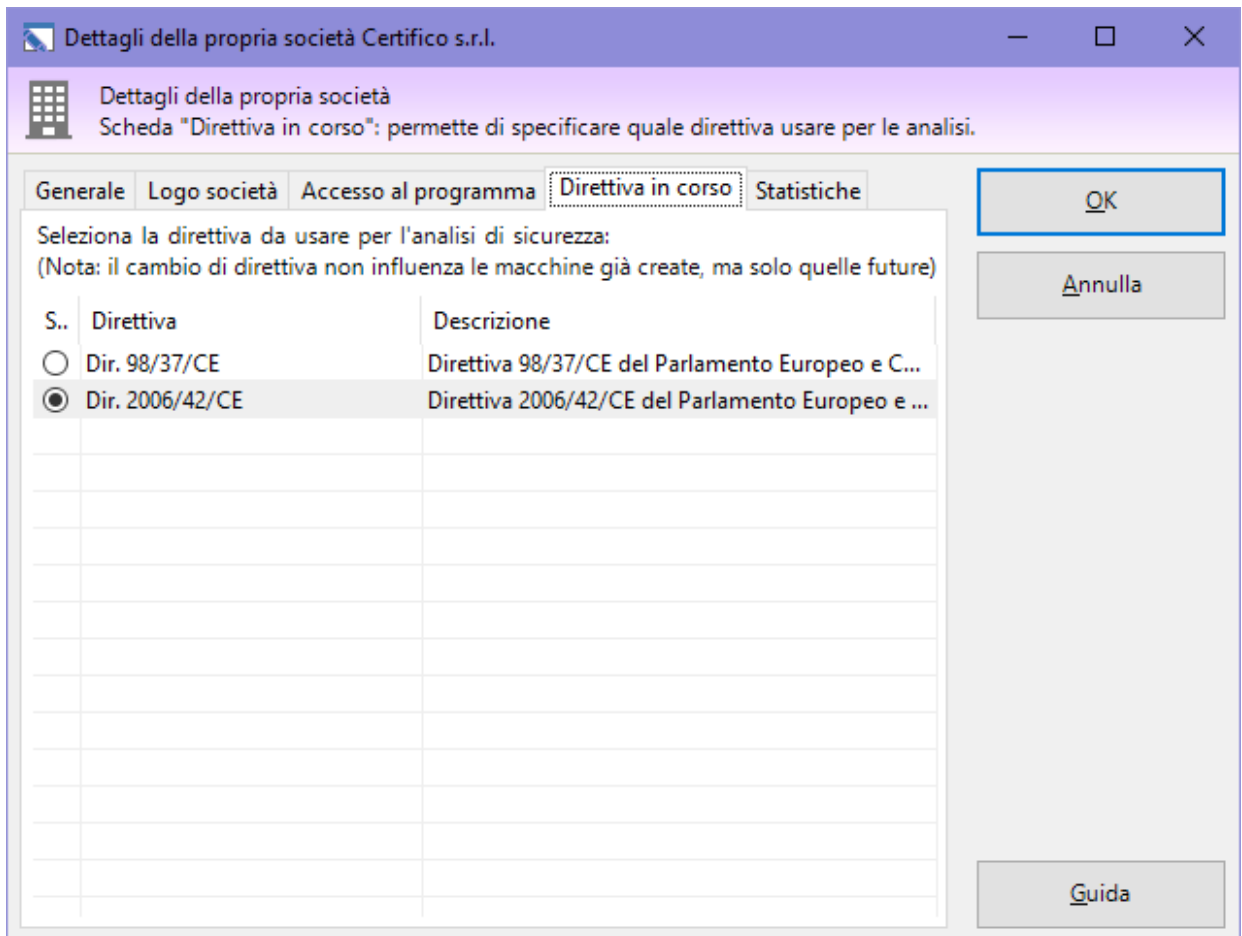 Dettagli della propria società Certifico s.r.l.
Dettagli della propria società
Scheda "Direttiva in corso": permette di specificare quale direttiva usare per le analisi.
Generale Logo società Accesso al programma Direttiva in corso Statistiche
OK
Seleziona la direttiva da usare per l'analisi di sicurezza:
(Nota: il cambio di direttiva non influenza le macchine già create, ma solo quelle future)
Annulla
S.. Direttiva Descrizione
Dir. 98/37/CE Direttiva 98/37/CE del Parlamento Europeo e C...
Dir. 2006/42/CE Direttiva 2006/42/CE del Parlamento Europeo e ...
Guida